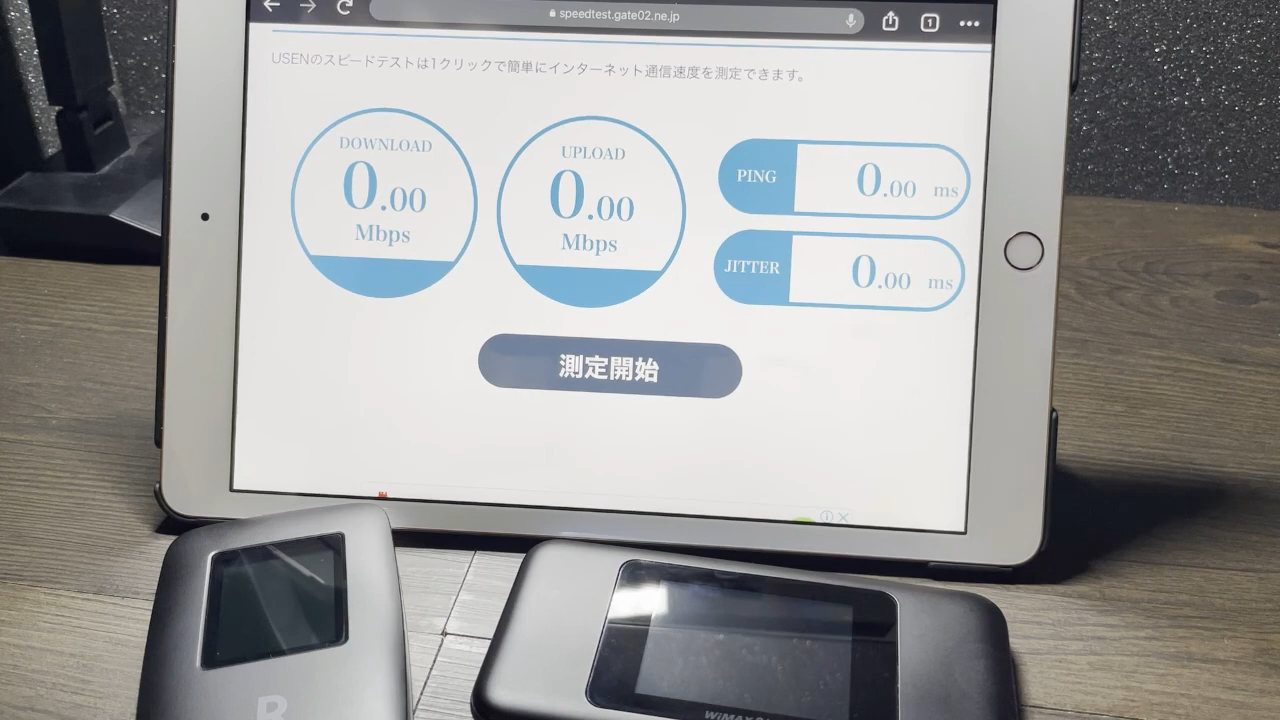 speedtest.gate02.ne.jp
1
USENのスピードテストは1クリックで簡単にインターネット通信速度を測定できます。
DOWNLOAD
0.00
Mbps
UPLOAD
0.00
Mbps
PING
0.00 ms
JITTER
0.00 ms
測定開始
R